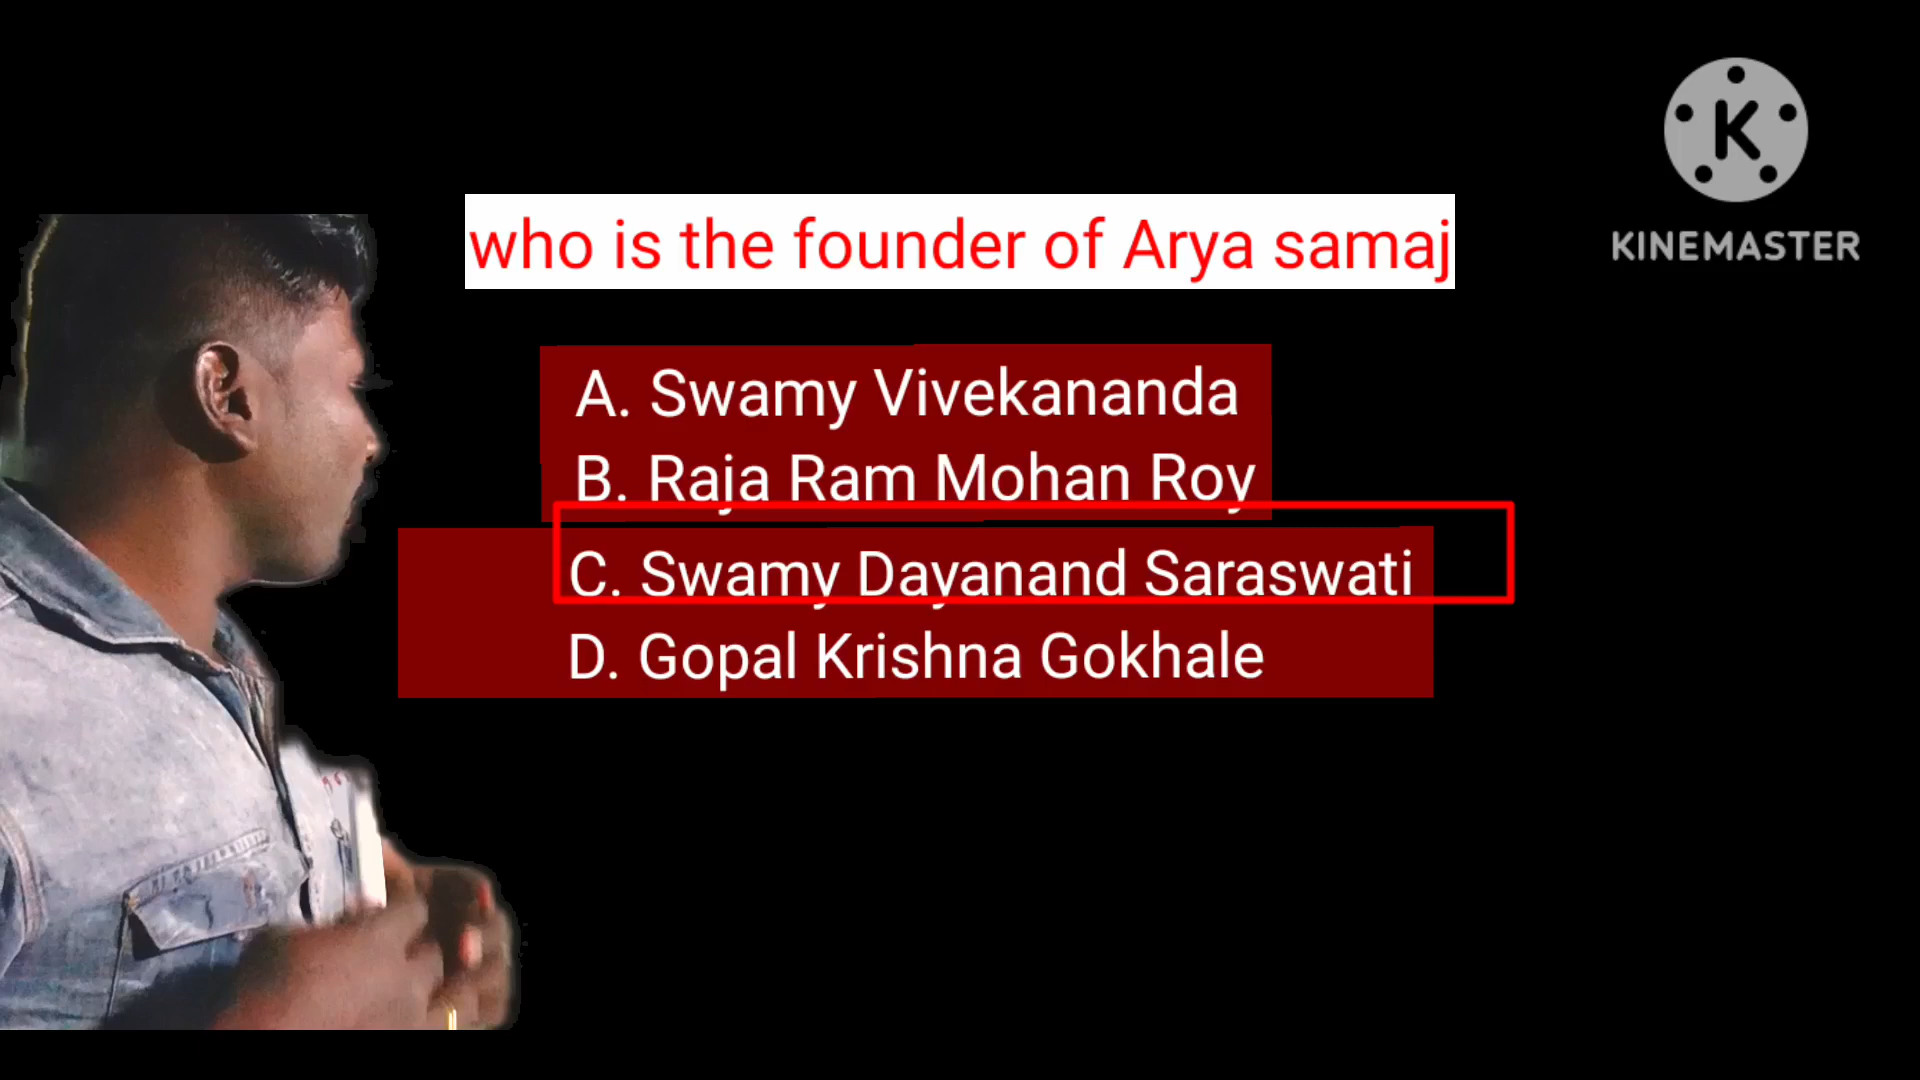 who is the founder of Arya samaj
A. Swamy Vivekananda
B. Raja Ram Mohan Roy
C. Swamy Dayanand Saraswati
D. Gopal Krishna Gokhale
K
KINEMASTER